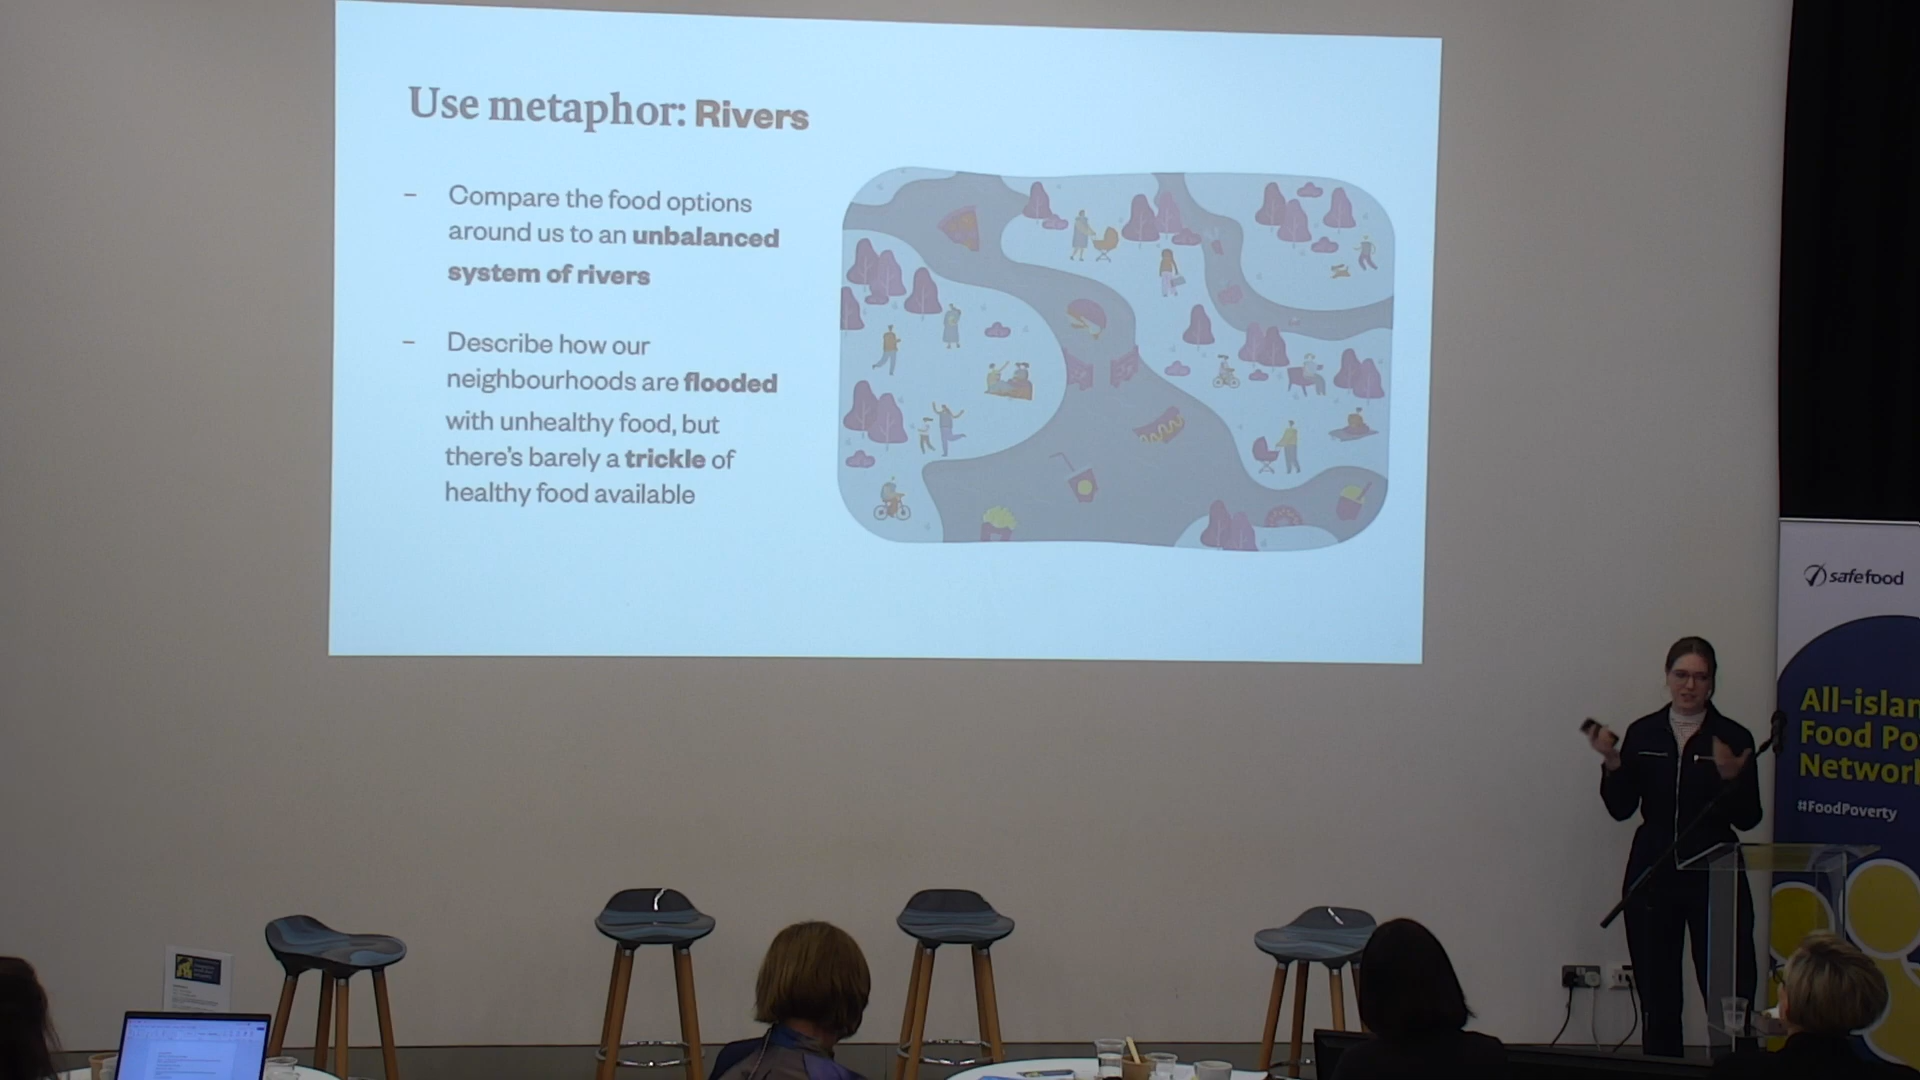 Use metaphor: Rivers
– Compare the food options
around us to an unbalanced
system of rivers
– Describe how our
neighbourhoods are flooded
with unhealthy food, but
there's barely a trickle of
healthy food available
safefood
All-islan
Food Po
Network
#FoodPoverty